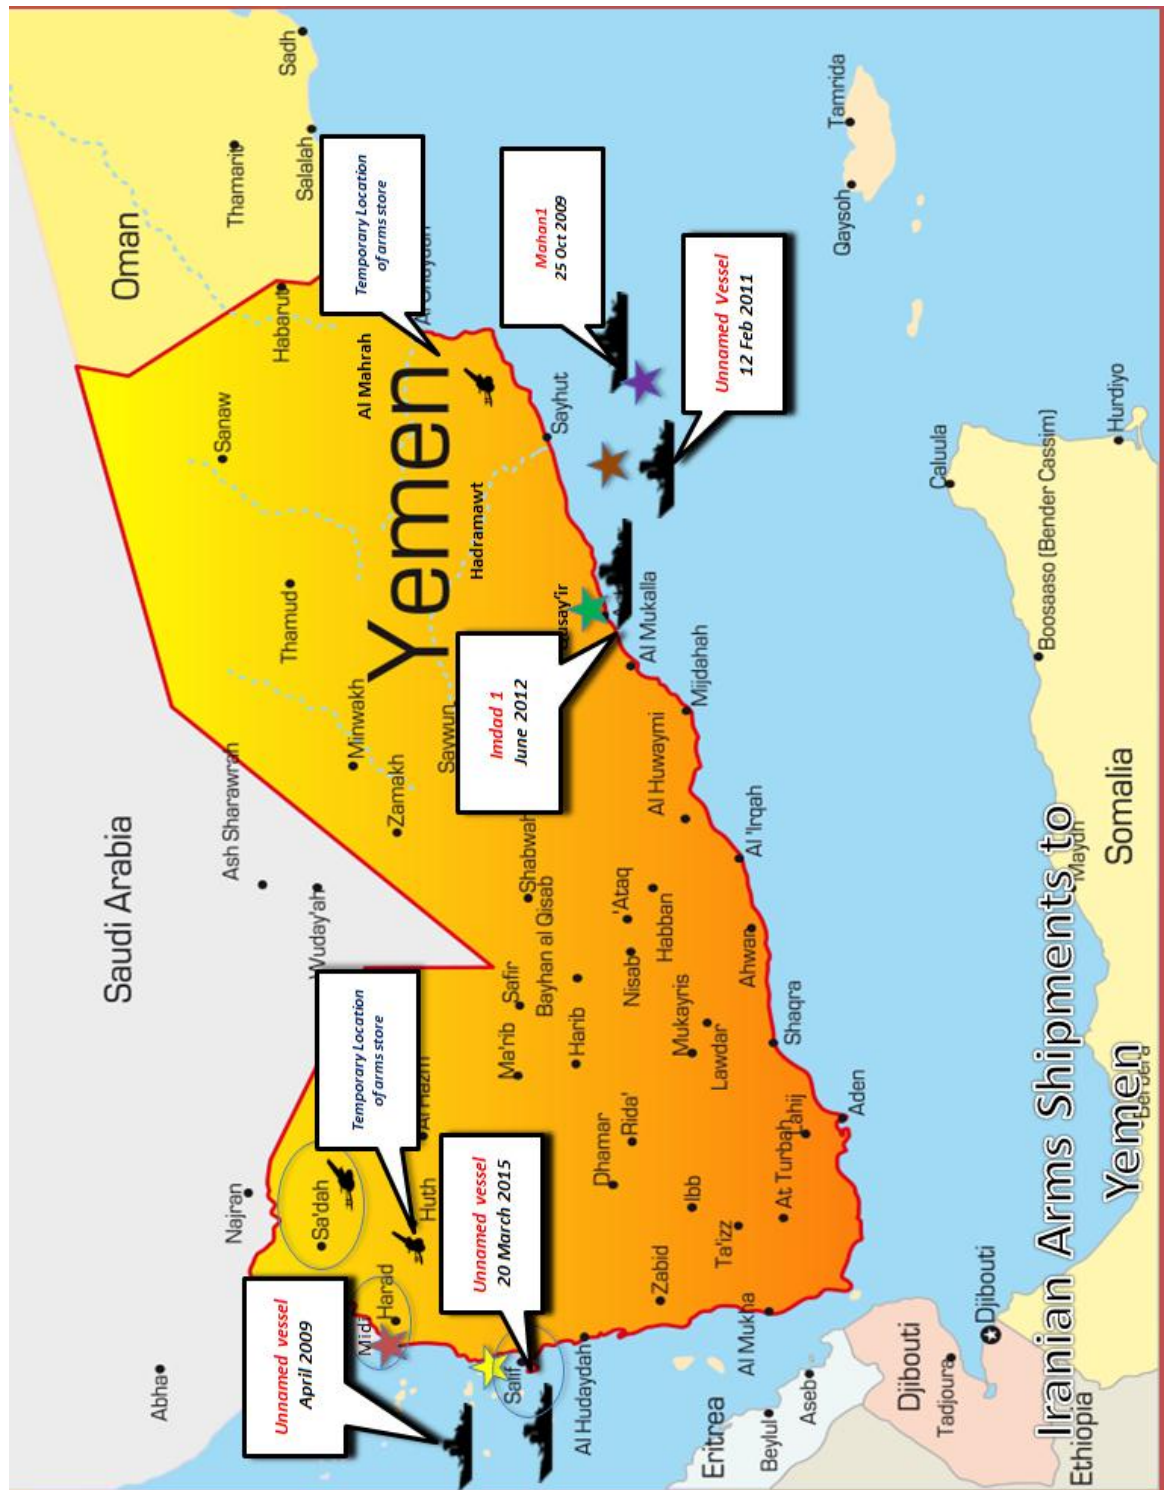 Sadh
Oman
Thamarit
Salalah
Tamrida
Qaysoh
Temporary Location
of arms store
Mahan1
25 Oct 2009
Unnamed Vessel
12 Feb 2011
Habarut
Sanaw
Al Mahrah
Yemen
Hadramawt
Sayhut
Caluula
Hurdiyo
Thamud
Minwakh
Zamakh
Saywun
Imdad 1
June 2012
Al Mukalla
Mijdahah
Boosaaso (Bender Cassim)
Saudi Arabia
Ash Sharawrah
Wuday'ah
Shabwah
Bayhan al Qisab
Al Huwaymi
Al 'Irqah
'Ataq
Habban
Nisab
Ahwar
Safir
Ma'rib
Harib
Mukayris
Lawdar
Shaqra
Somalia
Maydh
Temporary Location
of arms store
Najran
Sa'dah
Huth
Al Hazm
Dhamar
Rida'
Ibb
Ta'izz
At Turbah
Lahij
Aden
Unnamed vessel
20 March 2015
Unnamed vessel
April 2009
Abha
Midi
Harad
Salif
Al Hudaydah
Zabid
Al Mukha
Eritrea
Beylul
Aseb
Djibouti
Tadjoura
Djibouti
Ethiopia
Berbera
Iranian Arms Shipments to
Yemen